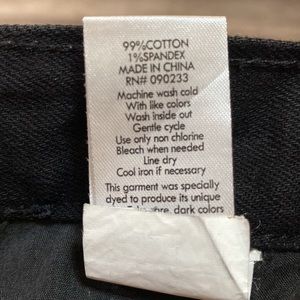 99%COTTON
1%SPANDEX
MADE IN CHINA
RN# 090233
Machine wash cold
With like colors
Wash inside out
Gentle cycle
Use only non chlorine
Bleach when needed
Line dry
Cool iron if necessary
This garment was specially
dyed to produce its unique
dark colors